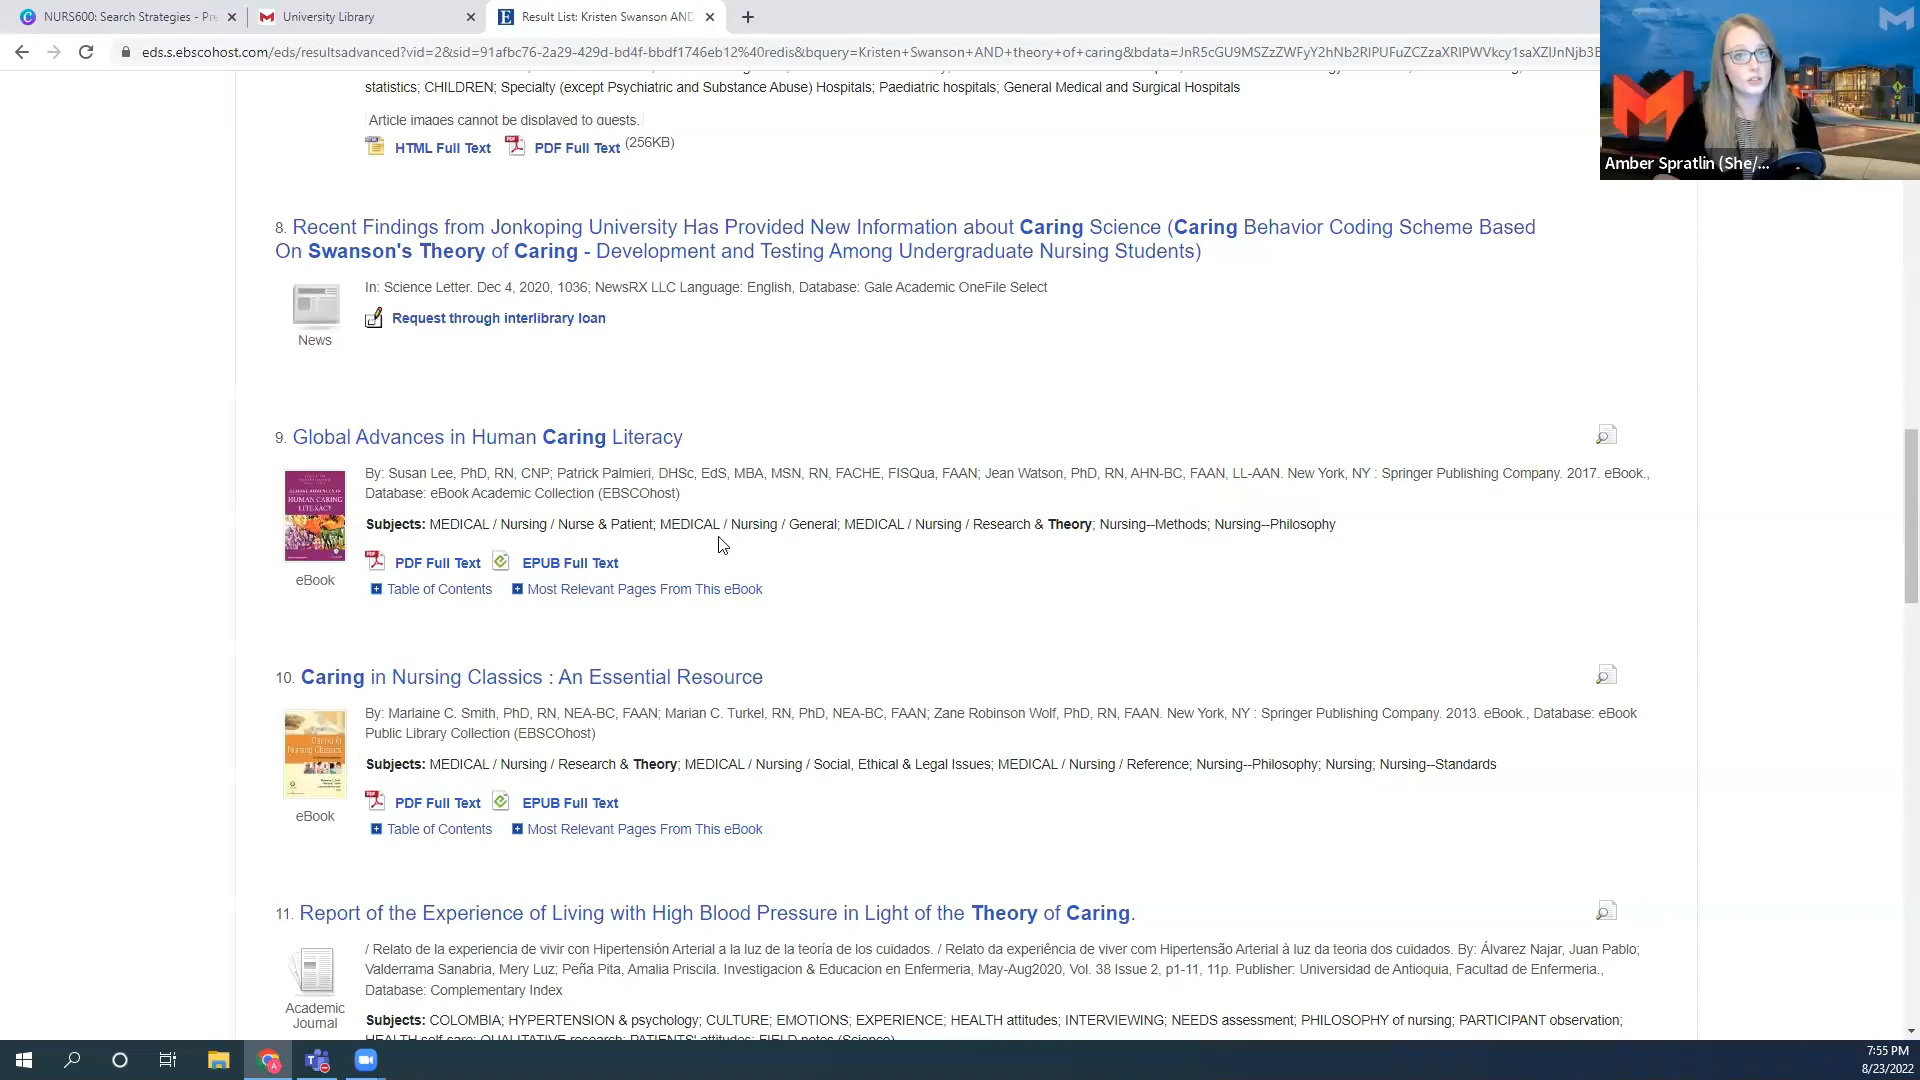 NURS600: Search Strategies - Pre
University Library
Result List: Kristen Swanson AND
eds.s.ebscohost.com/eds/resultsadvanced?vid=2&sid=91afbc76-2a29-429d-bd4f-bbdf1746eb12%40redis&bquery=Kristen+Swanson+AND+theory+of+caring&bdata=
statistics; CHILDREN; Specialty (except Psychiatric and Substance Abuse) Hospitals; Paediatric hospitals; General Medical and Surgical Hospitals
Article images cannot be displayed to guests.
HTML Full Text PDF Full Text (256KB)
Amber Spratlin (She/...
8. Recent Findings from Jonkoping University Has Provided New Information about Caring Science (Caring Behavior Coding Scheme Based
On Swanson's Theory of Caring - Development and Testing Among Undergraduate Nursing Students)
In: Science Letter. Dec 4, 2020, 1036; NewsRX LLC Language: English, Database: Gale Academic OneFile Select
Request through interlibrary loan
News
9. Global Advances in Human Caring Literacy
By: Susan Lee, PhD, RN, CNP; Patrick Palmieri, DHSc, EdS, MBA, MSN, RN, FACHE, FISQua, FAAN; Jean Watson, PhD, RN, AHN-BC, FAAN, LL-AAN. New York, NY : Springer Publishing Company. 2017. eBook.,
Database: eBook Academic Collection (EBSCOhost)
HUMAN CARING
LITERACY
Subjects: MEDICAL / Nursing / Nurse & Patient; MEDICAL / Nursing / General; MEDICAL / Nursing / Research & Theory; Nursing--Methods; Nursing--Philosophy
PDF Full Text EPUB Full Text
eBook
Table of Contents Most Relevant Pages From This eBook
10. Caring in Nursing Classics : An Essential Resource
By: Marlaine C. Smith, PhD, RN, NEA-BC, FAAN; Marian C. Turkel, RN, PhD, NEA-BC, FAAN; Zane Robinson Wolf, PhD, RN, FAAN. New York, NY : Springer Publishing Company. 2013. eBook., Database: eBook
Public Library Collection (EBSCOhost)
Caring in
Nursing Classics
Subjects: MEDICAL / Nursing / Research & Theory; MEDICAL / Nursing / Social, Ethical & Legal Issues; MEDICAL / Nursing / Reference; Nursing--Philosophy; Nursing; Nursing--Standards
PDF Full Text EPUB Full Text
eBook
Table of Contents Most Relevant Pages From This eBook
11. Report of the Experience of Living with High Blood Pressure in Light of the Theory of Caring.
/ Relato de la experiencia de vivir con Hipertensión Arterial a la luz de la teoría de los cuidados. / Relato da experiência de viver com Hipertensão Arterial à luz da teoria dos cuidados. By: Álvarez Najar, Juan Pablo;
Valderrama Sanabria, Mery Luz; Peña Pita, Amalia Priscila. Investigacion & Educacion en Enfermeria, May-Aug2020, Vol. 38 Issue 2, p1-11, 11p. Publisher: Universidad de Antioquia, Facultad de Enfermeria.,
Database: Complementary Index
Academic
Journal
Subjects: COLOMBIA; HYPERTENSION & psychology; CULTURE; EMOTIONS; EXPERIENCE; HEALTH attitudes; INTERVIEWING; NEEDS assessment; PHILOSOPHY of nursing; PARTICIPANT observation;
HEALTH self-care; QUALITATIVE research; PATIENTS' attitudes; FIELD notes (Science)
7:55 PM
8/23/2022